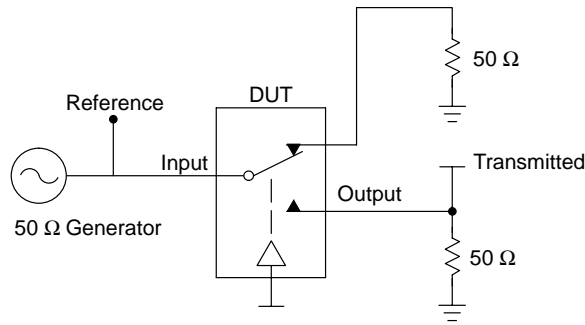 DUT
50 Ω
Reference
Input
Transmitted
Output
50 Ω Generator
50 Ω